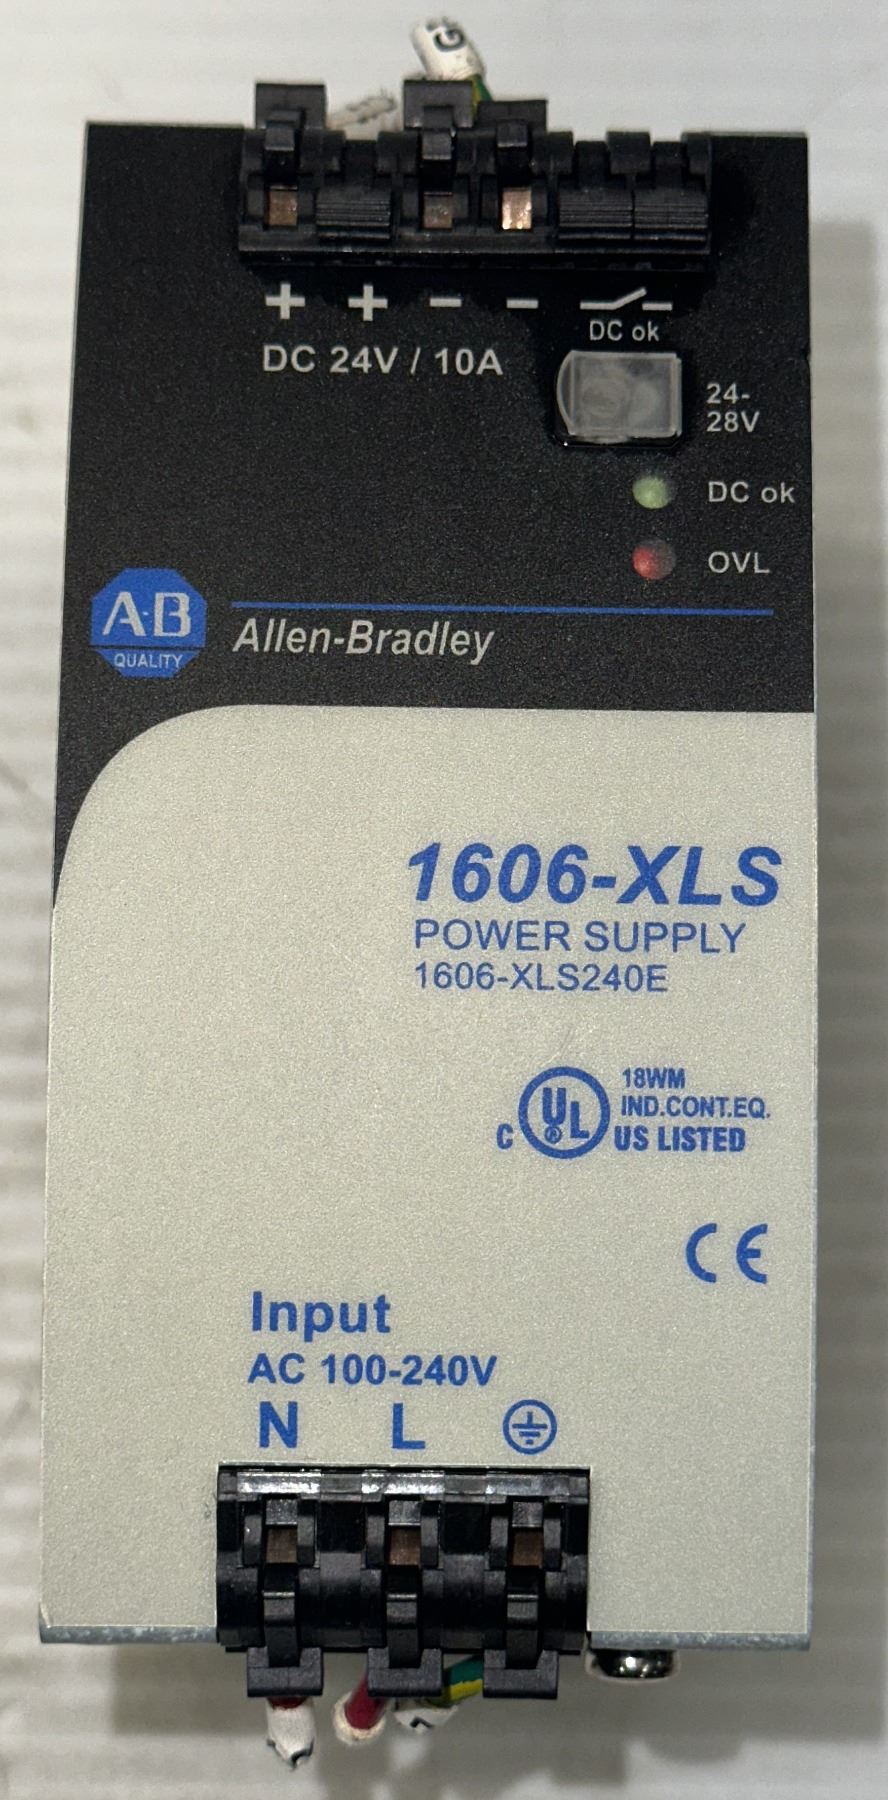 G
+ + - -
DC ok
DC 24V / 10A
24-
28V
DC ok
OVL
A·B
QUALITY
Allen-Bradley
1606-XLS
POWER SUPPLY
1606-XLS240E
18WM
IND.CONT.EQ.
C UL ® US LISTED
CE
Input
AC 100-240V
N L